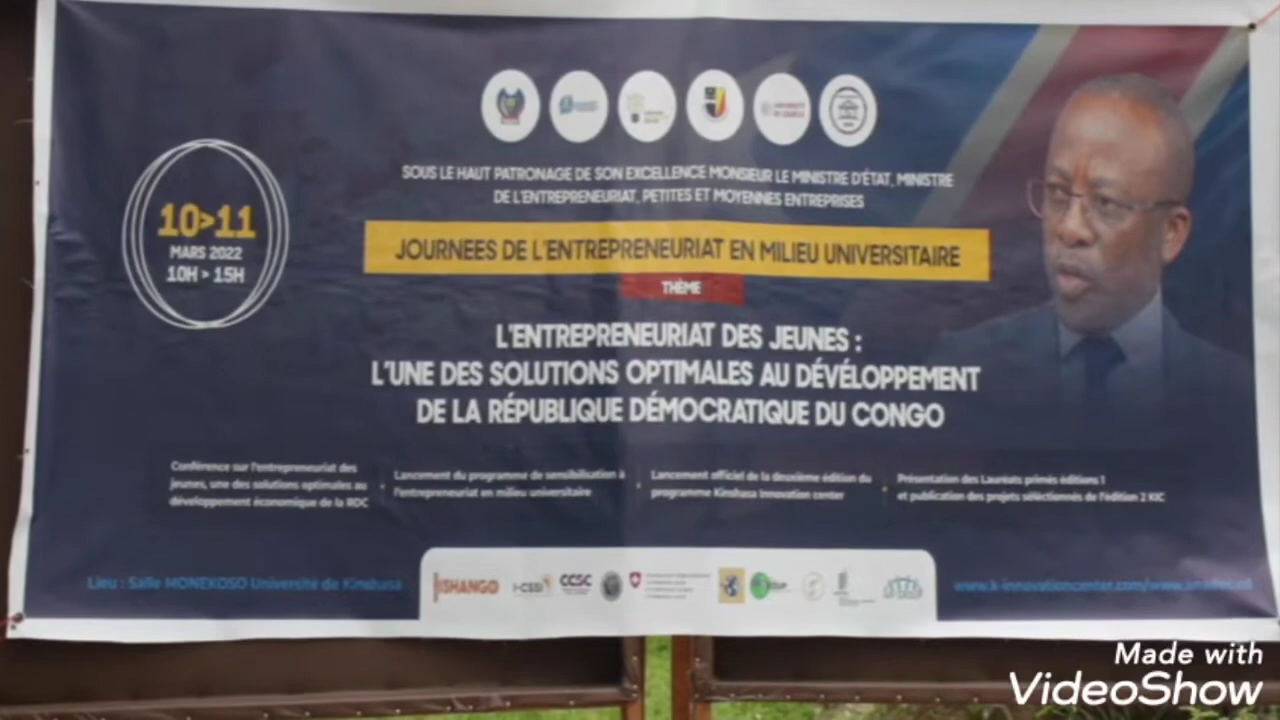 SOUS LE HAUT PATRONAGE DE SON EXCELLENCE MONSIEUR LE MINISTRE D'ÉTAT, MINISTRE
DE L'ENTREPRENEURIAT, PETITES ET MOYENNES ENTREPRISES
10>11
MARS 2022
10H > 15H
JOURNEES DE L'ENTREPRENEURIAT EN MILIEU UNIVERSITAIRE
THÈME
L'ENTREPRENEURIAT DES JEUNES :
L'UNE DES SOLUTIONS OPTIMALES AU DÉVÉLOPPEMENT
DE LA RÉPUBLIQUE DÉMOCRATIQUE DU CONGO
Conférence sur l'entrepreneuriat des
jeunes, une des solutions optimales au
développement économique de la RDC
Lancement du programme de sensibilisation à
l'entrepreneuriat en milieu universitaire
Lancement officiel de la deuxième édition du
programme Kinshasa Innovation center
Présentation des Lauréats primés éditions 1
et publication des projets sélectionnés de l'édition 2 KIC
Lieu : Salle MONEKOSO Université de Kinshasa
ISHANGO
I-CSDI
CCSC
www.k-innovationcenter.com/
Made with
VideoShow